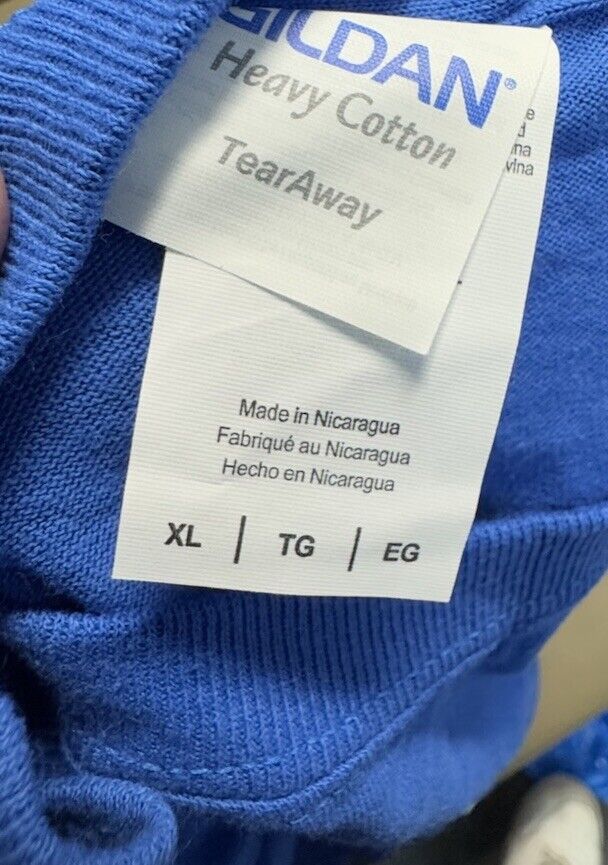 GILDAN®
Heavy Cotton
TearAway
Made in Nicaragua
Fabriqué au Nicaragua
Hecho en Nicaragua
XL | TG | EG